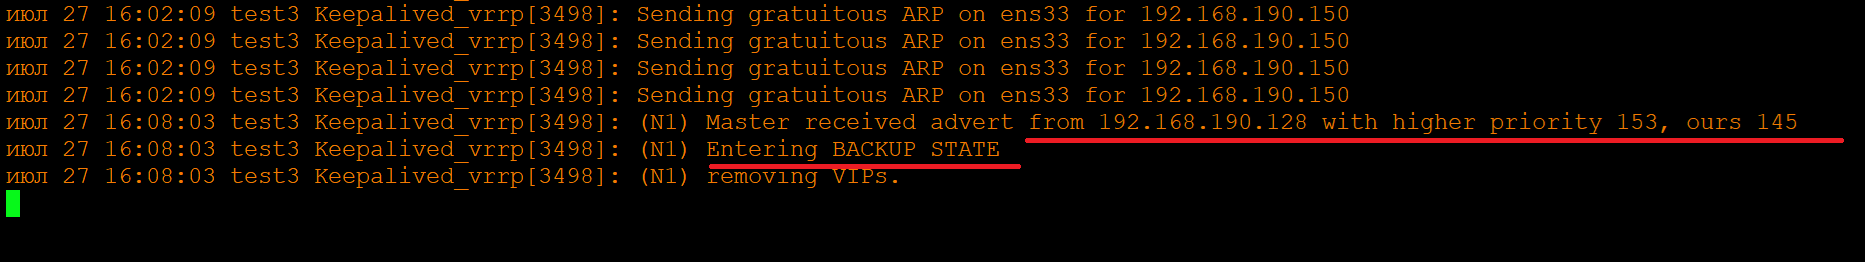 июл 27 16:02:09 test3 Keepalived_vrrp[3498]: Sending gratuitous ARP on ens33 for 192.168.190.150
июл 27 16:02:09 test3 Keepalived_vrrp[3498]: Sending gratuitous ARP on ens33 for 192.168.190.150
июл 27 16:02:09 test3 Keepalived_vrrp[3498]: Sending gratuitous ARP on ens33 for 192.168.190.150
июл 27 16:02:09 test3 Keepalived_vrrp[3498]: Sending gratuitous ARP on ens33 for 192.168.190.150
июл 27 16:08:03 test3 Keepalived_vrrp[3498]: (N1) Master received advert from 192.168.190.128 with higher priority 153, ours 145
июл 27 16:08:03 test3 Keepalived_vrrp[3498]: (N1) Entering BACKUP STATE
июл 27 16:08:03 test3 Keepalived_vrrp[3498]: (N1) removing VIPs.